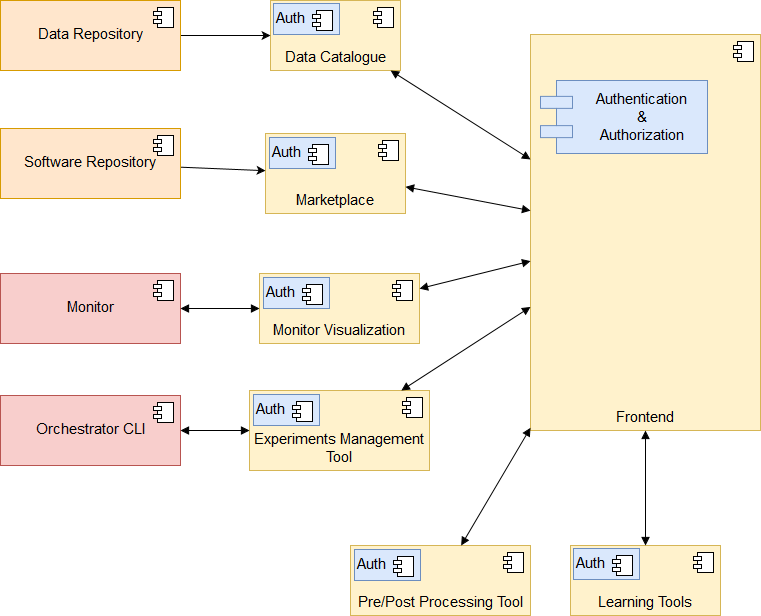 Data Repository
Auth
Data Catalogue
Authentication
&
Authorization
Software Repository
Auth
Marketplace
Monitor
Auth
Monitor Visualization
Orchestrator CLI
Auth
Experiments Management
Tool
Frontend
Auth
Pre/Post Processing Tool
Auth
Learning Tools